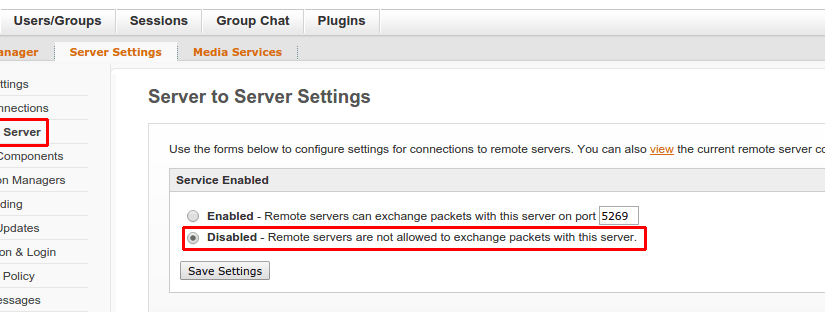 Users/Groups Sessions Group Chat Plugins
anager Server Settings Media Services
ttings
nnections
Server
Components
on Managers
ding
Updates
on & Login
Policy
essages
Server to Server Settings
Use the forms below to configure settings for connections to remote servers. You can also view the current remote server co
Service Enabled
Enabled - Remote servers can exchange packets with this server on port 5269
Disabled - Remote servers are not allowed to exchange packets with this server.
Save Settings